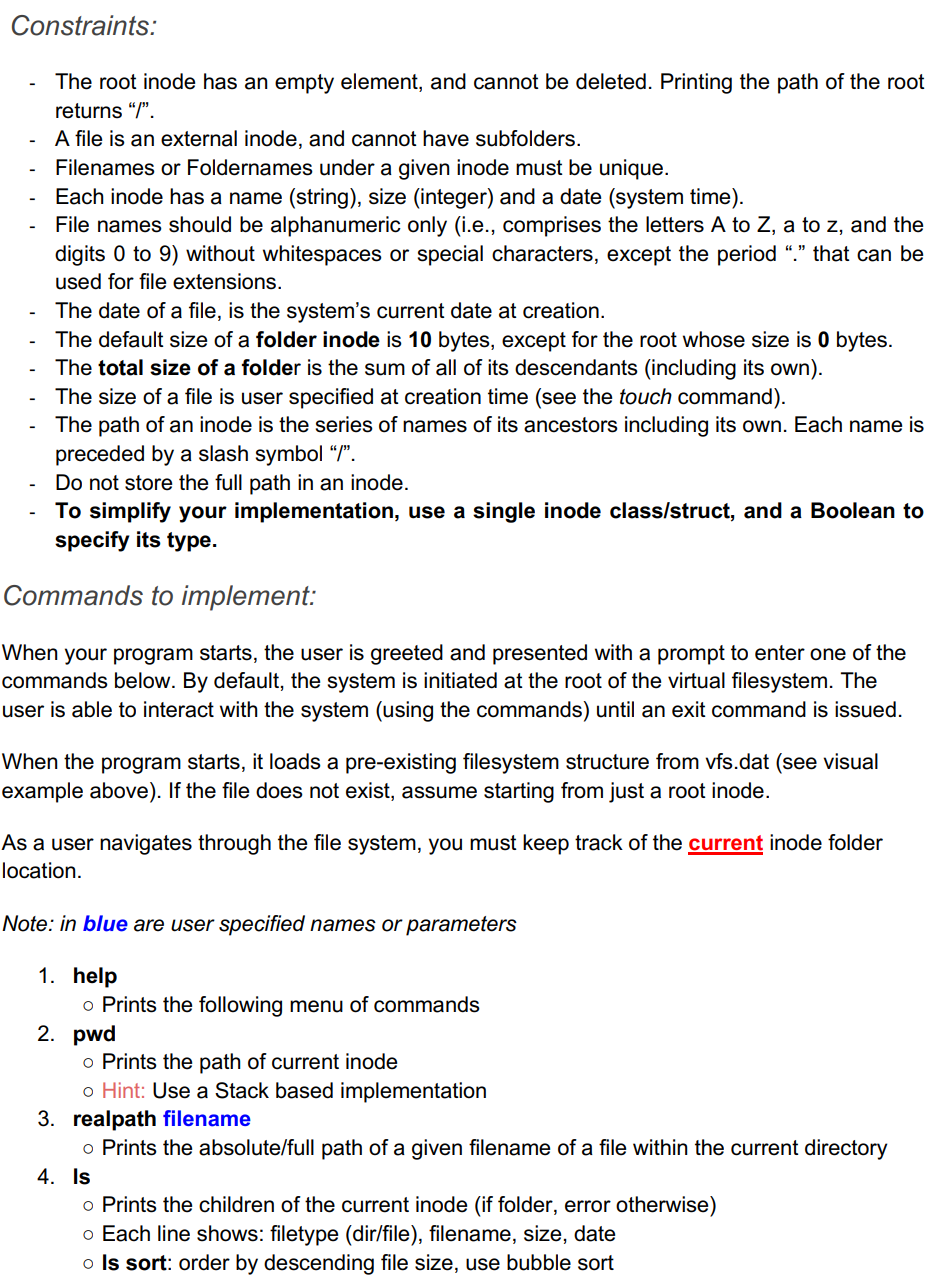 Constraints:
- The root inode has an empty element, and cannot be deleted. Printing the path of the root
returns “/”.
- A file is an external inode, and cannot have subfolders.
- Filenames or Foldernames under a given inode must be unique.
- Each inode has a name (string), size (integer) and a date (system time).
- File names should be alphanumeric only (i.e., comprises the letters A to Z, a to z, and the
digits 0 to 9) without whitespaces or special characters, except the period “.” that can be
used for file extensions.
- The date of a file, is the system’s current date at creation.
- The default size of a folder inode is 10 bytes, except for the root whose size is 0 bytes.
- The total size of a folder is the sum of all of its descendants (including its own).
- The size of a file is user specified at creation time (see the touch command).
- The path of an inode is the series of names of its ancestors including its own. Each name is
preceded by a slash symbol “/”.
- Do not store the full path in an inode.
- To simplify your implementation, use a single inode class/struct, and a Boolean to
specify its type.
Commands to implement:
When your program starts, the user is greeted and presented with a prompt to enter one of the
commands below. By default, the system is initiated at the root of the virtual filesystem. The
user is able to interact with the system (using the commands) until an exit command is issued.
When the program starts, it loads a pre-existing filesystem structure from vfs.dat (see visual
example above). If the file does not exist, assume starting from just a root inode.
As a user navigates through the file system, you must keep track of the current inode folder
location.
Note: in blue are user specified names or parameters
1. help
○ Prints the following menu of commands
2. pwd
○ Prints the path of current inode
○ Hint: Use a Stack based implementation
3. realpath filename
○ Prints the absolute/full path of a given filename of a file within the current directory
4. ls
○ Prints the children of the current inode (if folder, error otherwise)
○ Each line shows: filetype (dir/file), filename, size, date
○ ls sort: order by descending file size, use bubble sort